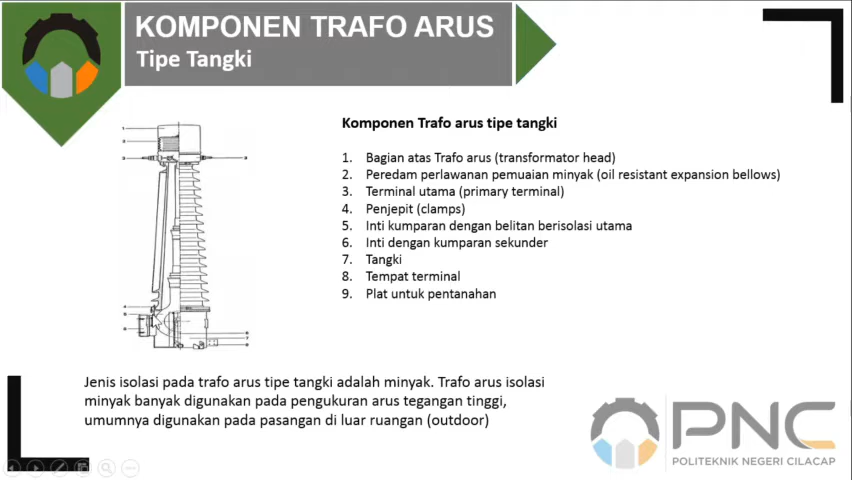 KOMPONEN TRAFO ARUS
Tipe Tangki
Komponen Trafo arus tipe tangki
1. Bagian atas Trafo arus (transformator head)
2. Peredam perlawanan pemuaian minyak (oil resistant expansion bellows)
3. Terminal utama (primary terminal)
4. Penjepit (clamps)
5. Inti kumparan dengan belitan berisolasi utama
6. Inti dengan kumparan sekunder
7. Tangki
8. Tempat terminal
9. Plat untuk pentanahan
Jenis isolasi pada trafo arus tipe tangki adalah minyak. Trafo arus isolasi
minyak banyak digunakan pada pengukuran arus tegangan tinggi,
umumnya digunakan pada pasangan di luar ruangan (outdoor)
PNC
POLITEKNIK NEGERI CILACAP